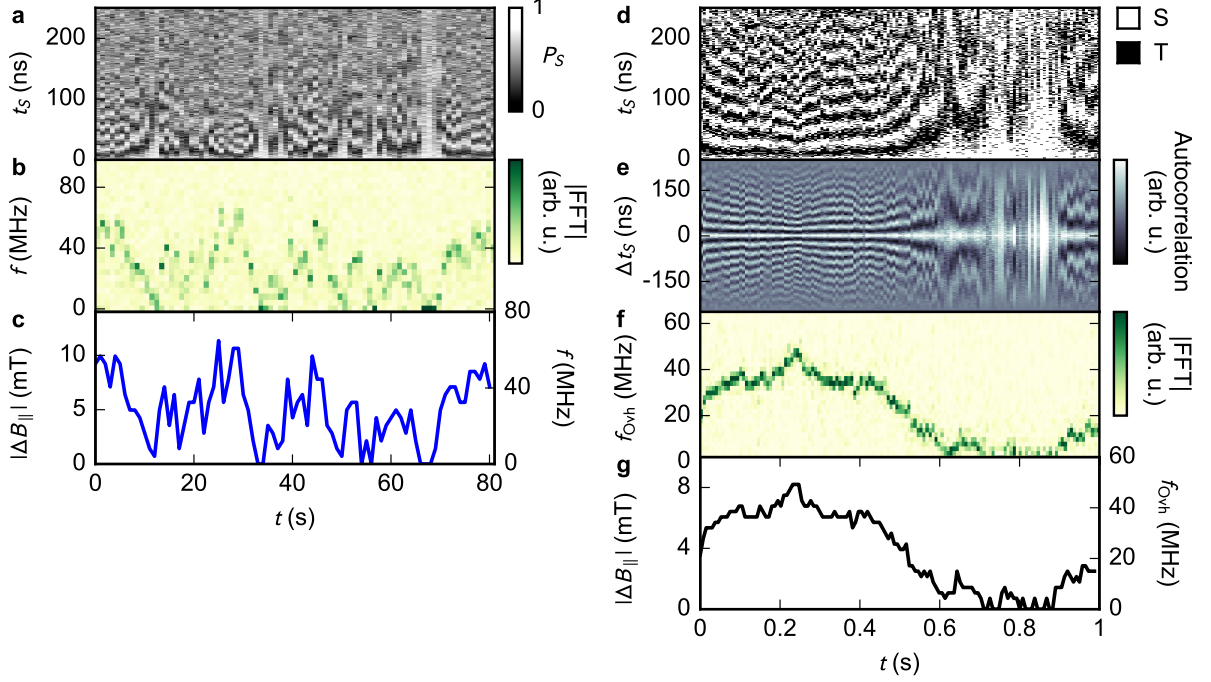 a
200
100
0
t_S (ns)
1
P_S
0
b
80
40
0
f (MHz)
|FFT|
(arb. u.)
c
10
5
0
|ΔB_∥| (mT)
80
40
0
f (MHz)
0 20 40 60 80
t (s)
d
200
100
0
t_S (ns)
S
T
e
150
0
-150
Δt_S (ns)
Autocorrelation
(arb. u.)
f
60
40
20
0
f_Ovh (MHz)
|FFT|
(arb. u.)
g
8
4
0
|ΔB_∥| (mT)
60
40
20
0
f_Ovh
(MHz)
0 0.2 0.4 0.6 0.8 1
t (s)